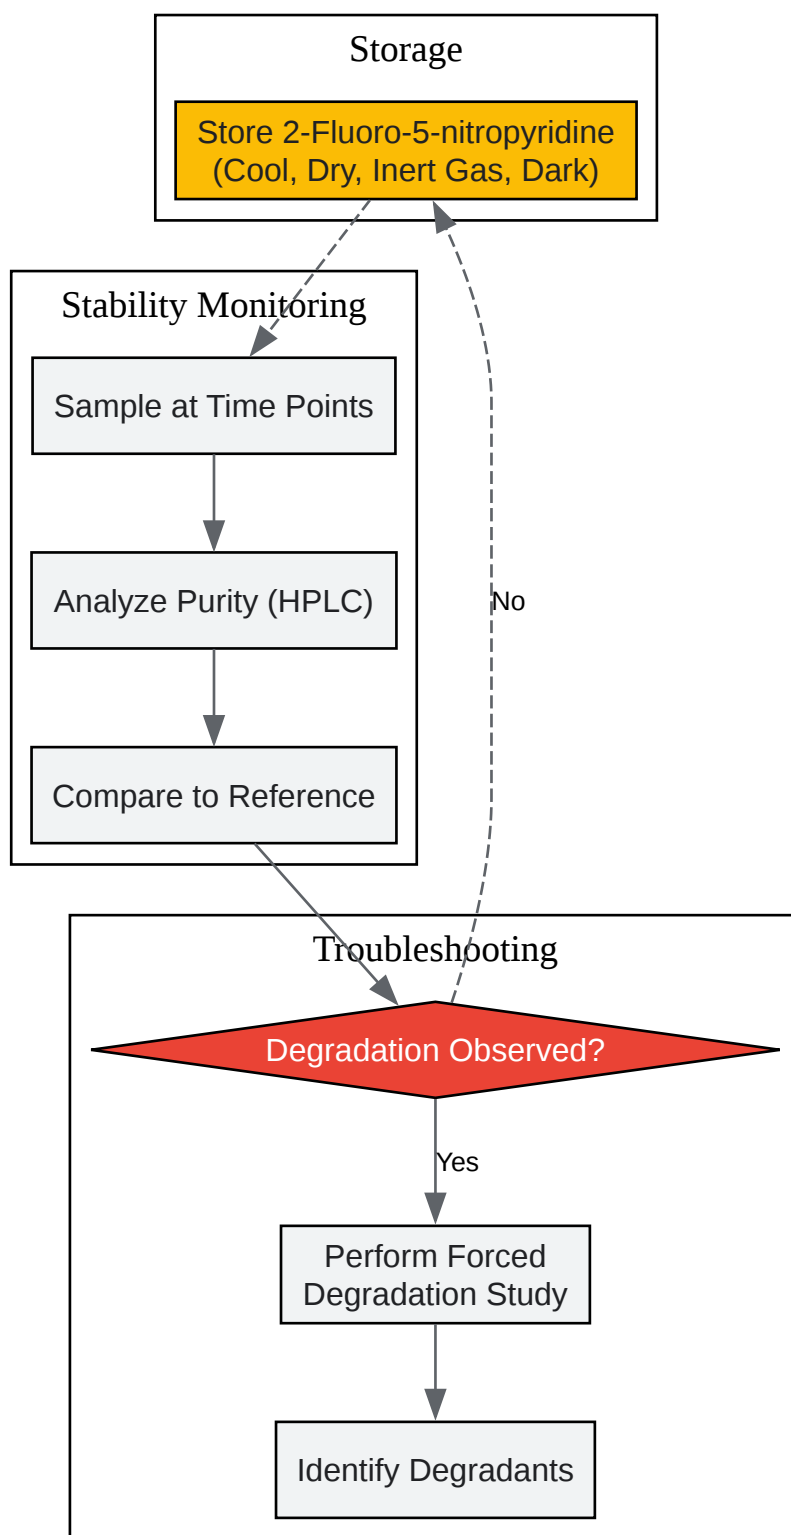 Storage
Store 2-Fluoro-5-nitropyridine
(Cool, Dry, Inert Gas, Dark)
Stability Monitoring
Sample at Time Points
Analyze Purity (HPLC)
No
Compare to Reference
Troubleshooting
Degradation Observed?
Yes
Perform Forced
Degradation Study
Identify Degradants